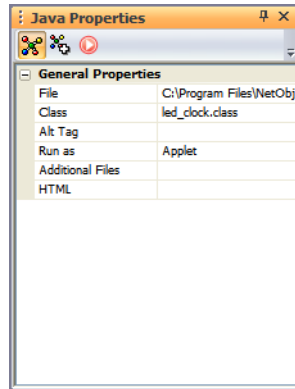 Java Properties
General Properties
File C:\Program Files\NetObj
Class led_clock.class
Alt Tag
Run as Applet
Additional Files
HTML